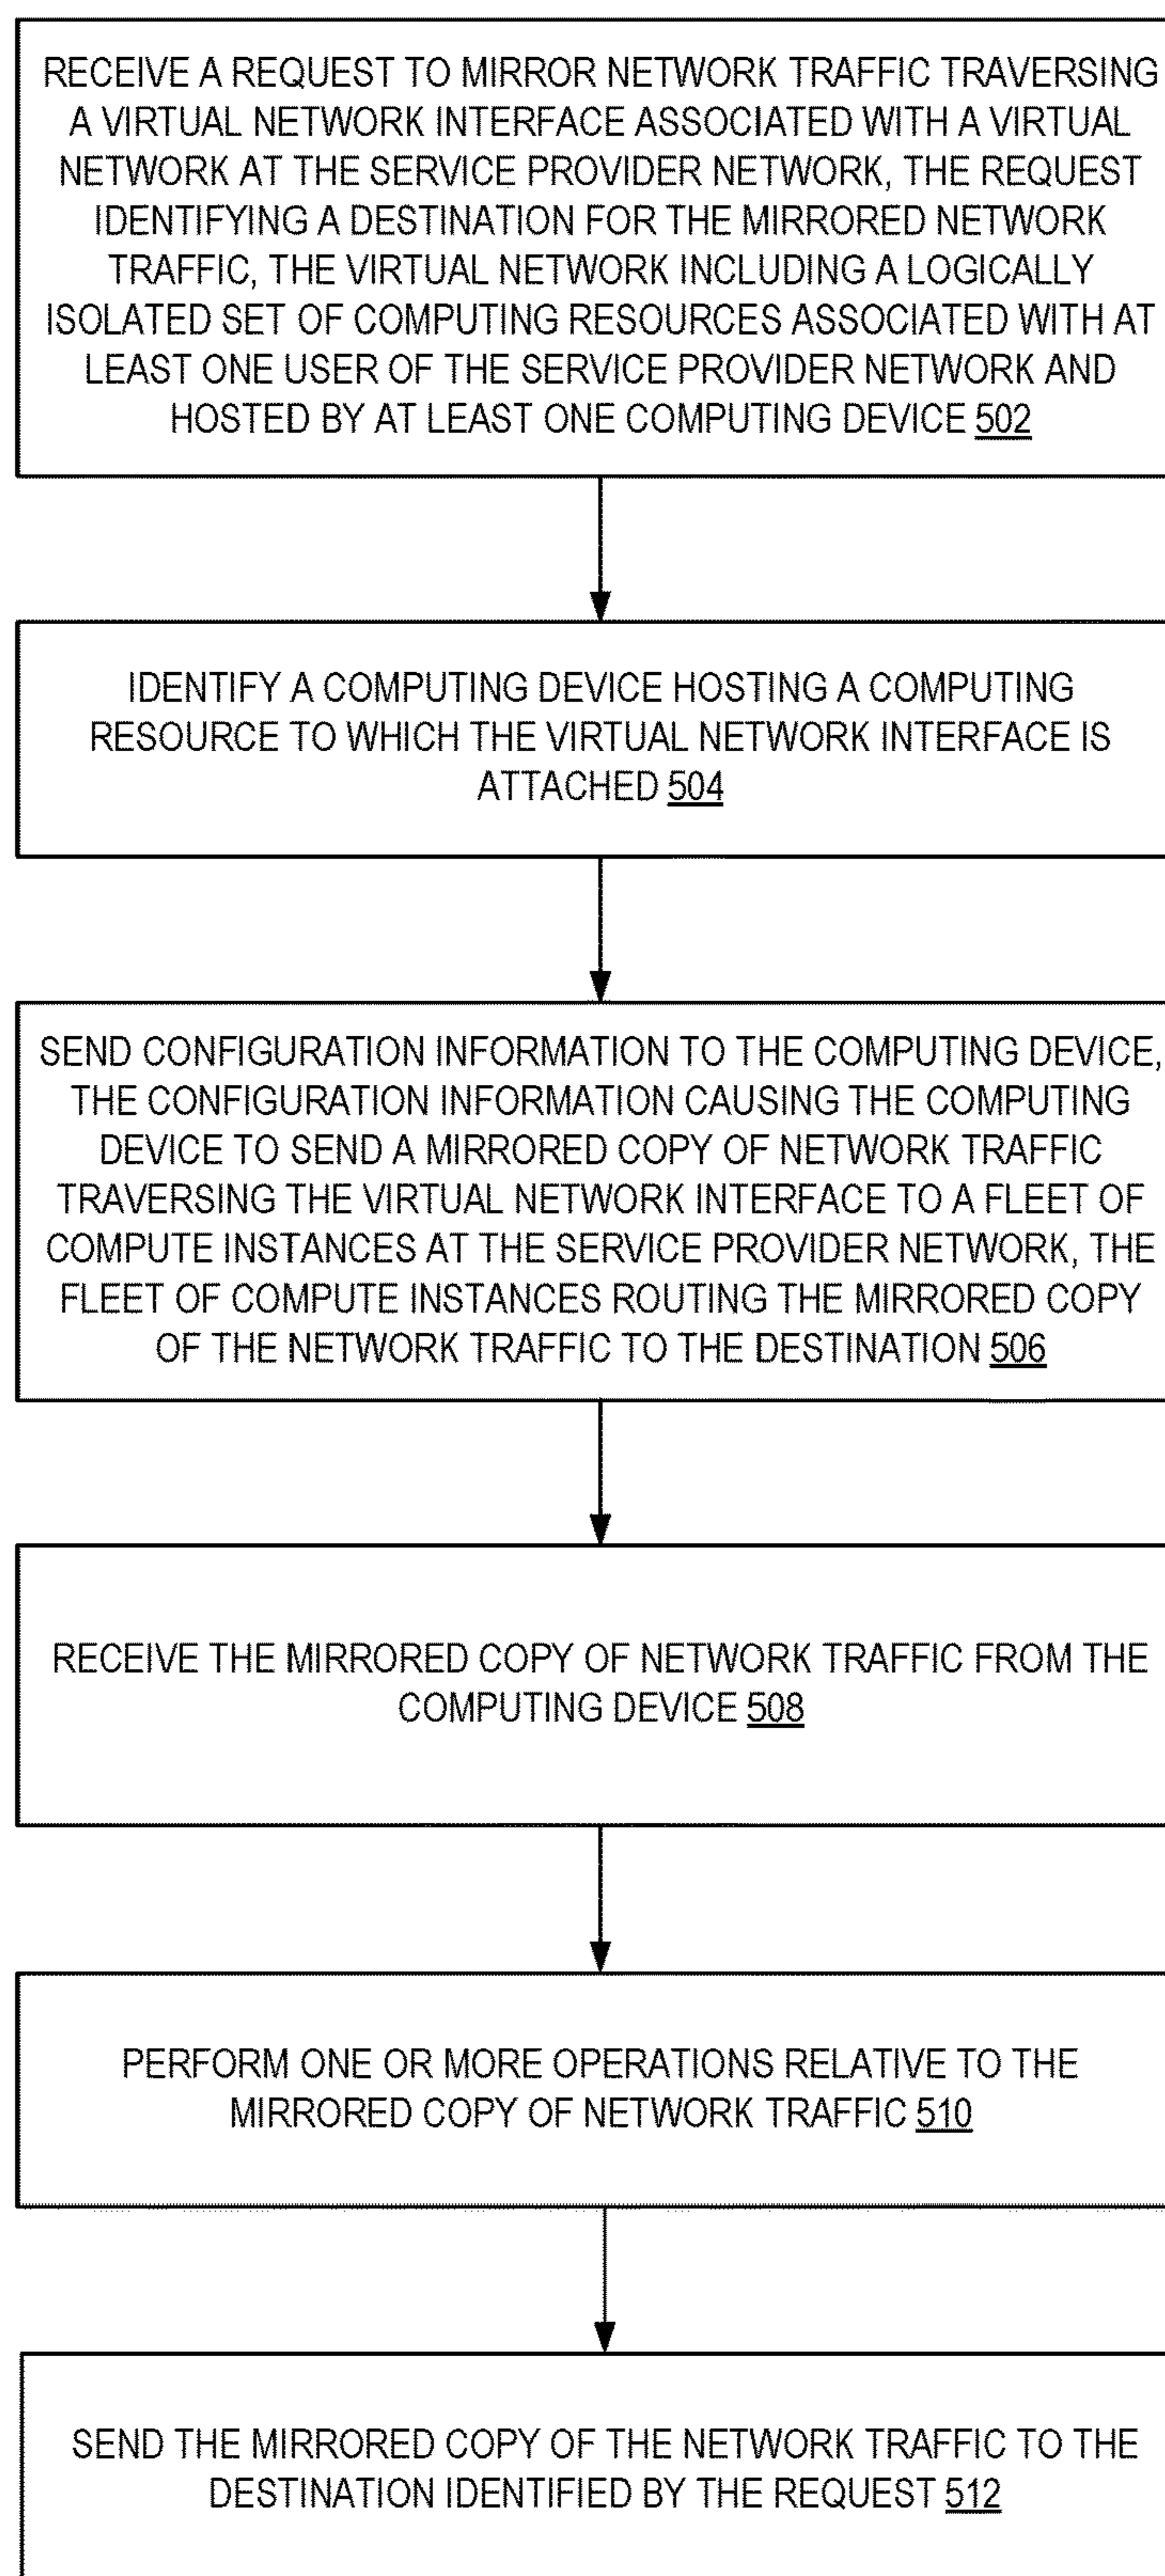 RECEIVE A REQUEST TO MIRROR NETWORK TRAFFIC TRAVERSING
A VIRTUAL NETWORK INTERFACE ASSOCIATED WITH A VIRTUAL
NETWORK AT THE SERVICE PROVIDER NETWORK, THE REQUEST
IDENTIFYING A DESTINATION FOR THE MIRRORED NETWORK
TRAFFIC, THE VIRTUAL NETWORK INCLUDING A LOGICALLY
ISOLATED SET OF COMPUTING RESOURCES ASSOCIATED WITH AT
LEAST ONE USER OF THE SERVICE PROVIDER NETWORK AND
HOSTED BY AT LEAST ONE COMPUTING DEVICE 502
IDENTIFY A COMPUTING DEVICE HOSTING A COMPUTING
RESOURCE TO WHICH THE VIRTUAL NETWORK INTERFACE IS
ATTACHED 504
SEND CONFIGURATION INFORMATION TO THE COMPUTING DEVICE,
THE CONFIGURATION INFORMATION CAUSING THE COMPUTING
DEVICE TO SEND A MIRRORED COPY OF NETWORK TRAFFIC
TRAVERSING THE VIRTUAL NETWORK INTERFACE TO A FLEET OF
COMPUTE INSTANCES AT THE SERVICE PROVIDER NETWORK, THE
FLEET OF COMPUTE INSTANCES ROUTING THE MIRRORED COPY
OF THE NETWORK TRAFFIC TO THE DESTINATION 506
RECEIVE THE MIRRORED COPY OF NETWORK TRAFFIC FROM THE
COMPUTING DEVICE 508
PERFORM ONE OR MORE OPERATIONS RELATIVE TO THE
MIRRORED COPY OF NETWORK TRAFFIC 510
SEND THE MIRRORED COPY OF THE NETWORK TRAFFIC TO THE
DESTINATION IDENTIFIED BY THE REQUEST 512